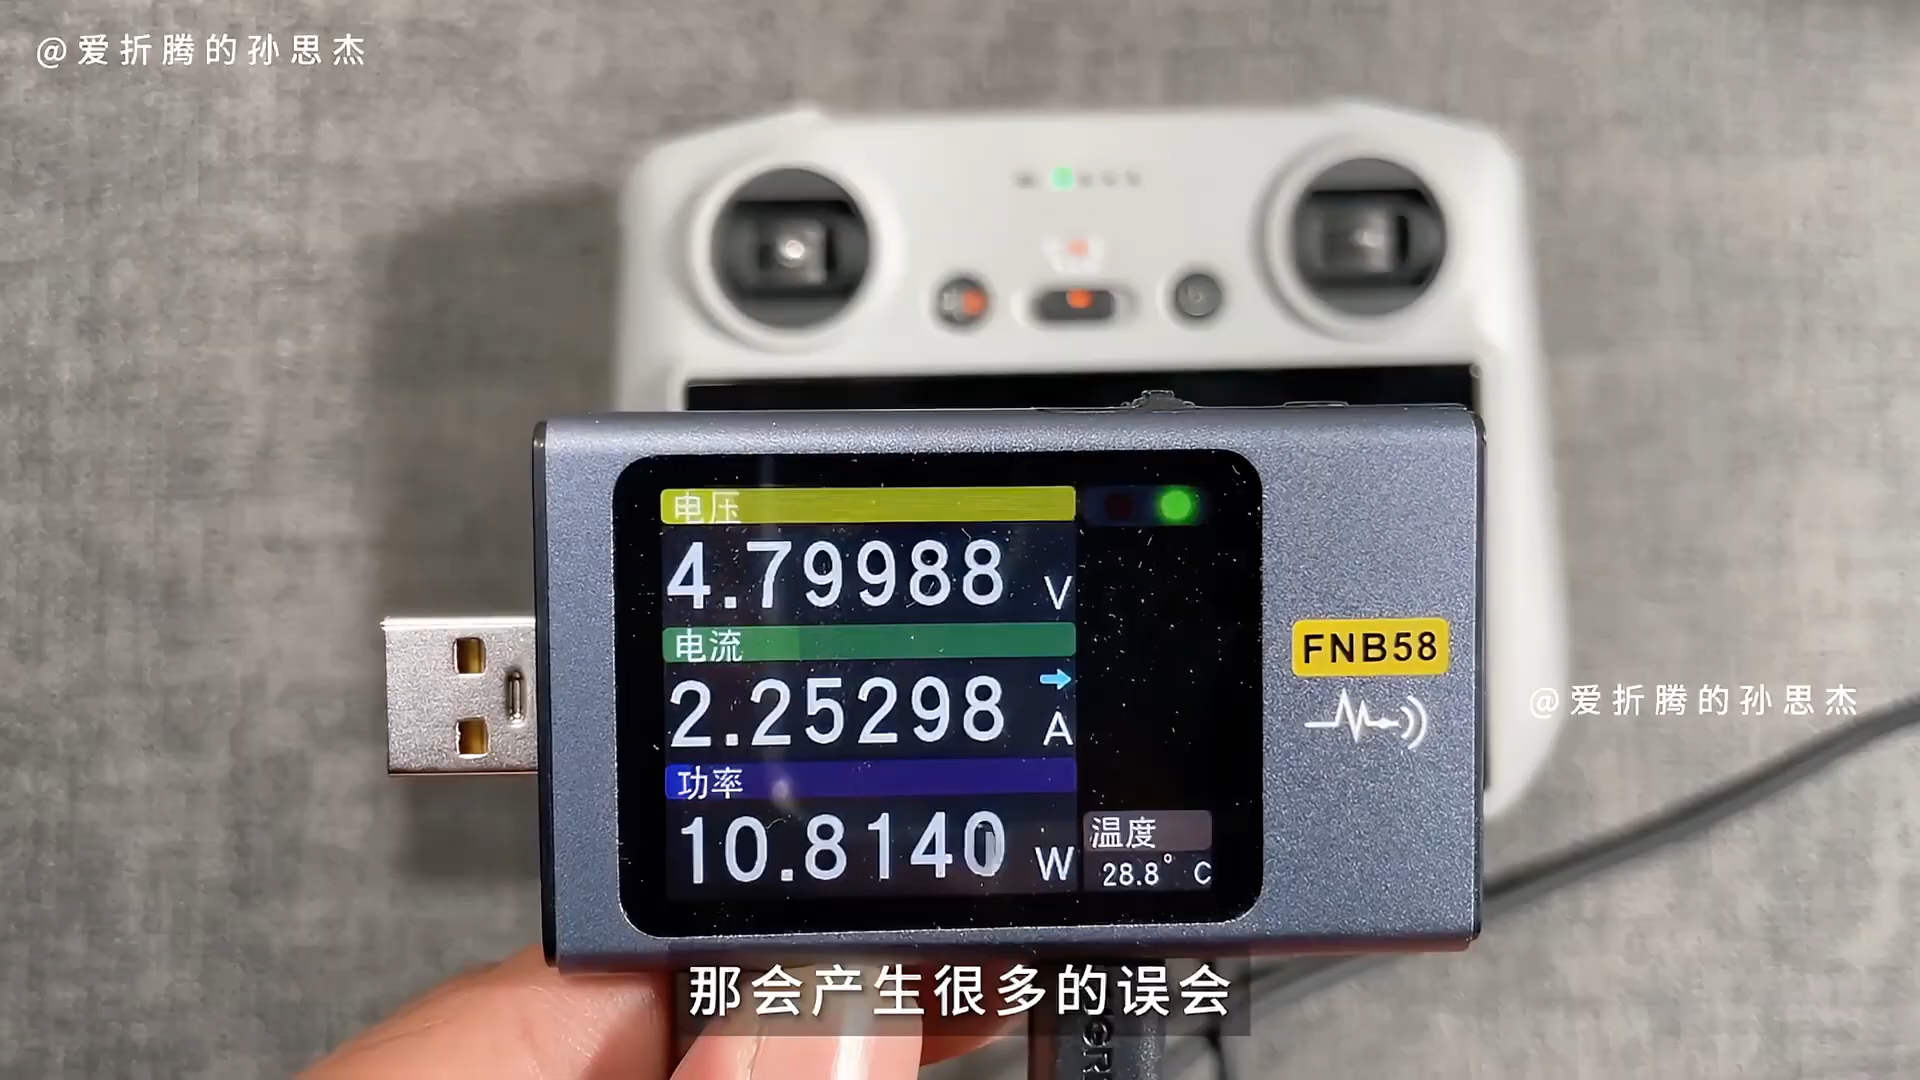 @爱折腾的孙思杰
电压
4.79988 V
电流
2.25298 A
功率
10.8140 W
温度
28.8° C
FNB58
@爱折腾的孙思杰
那会产生很多的误会